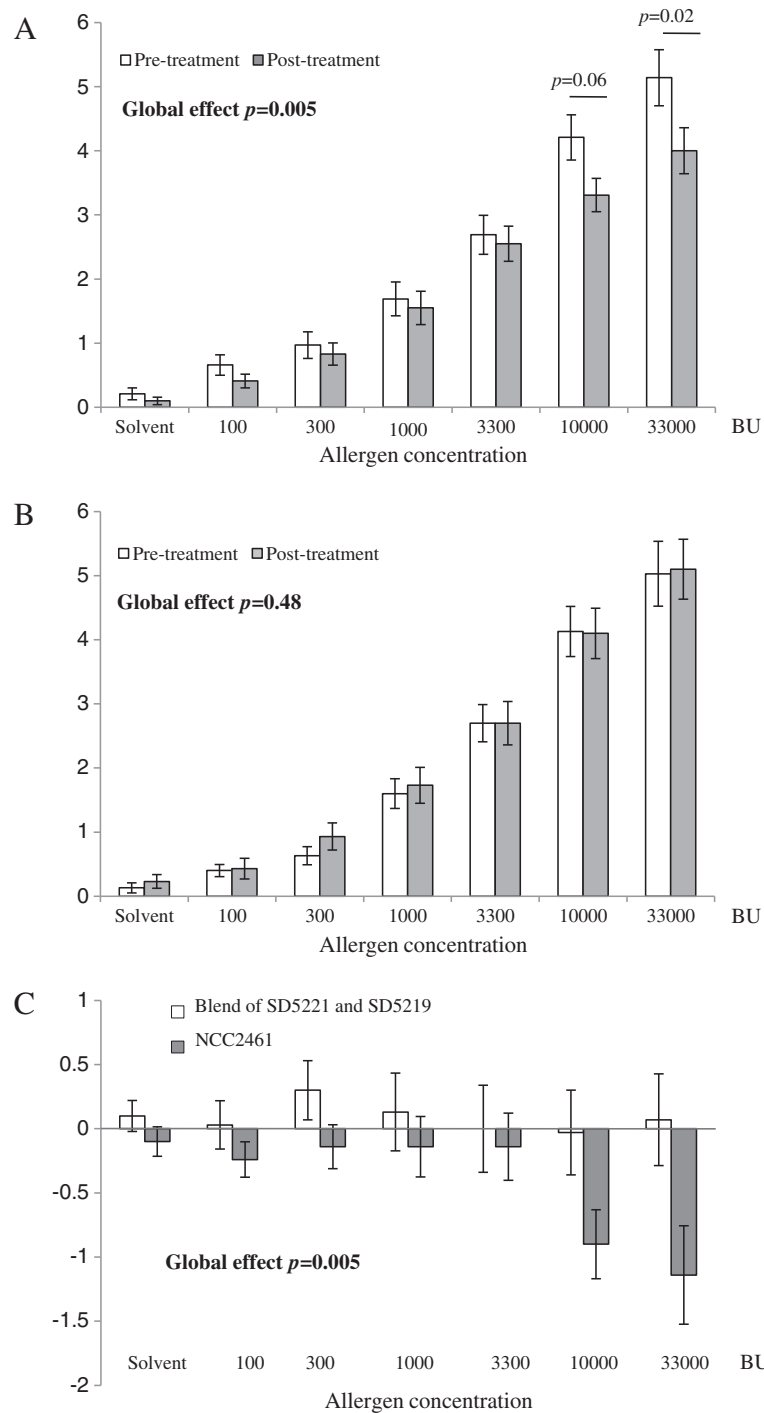 A
6
p=0.02
5
Pre-treatment Post-treatment
p=0.06
Global effect p=0.005
4
3
2
1
0
Solvent 100 300 1000 3300 10000 33000 BU
Allergen concentration
B
6
Pre-treatment Post-treatment
5
Global effect p=0.48
4
3
2
1
0
Solvent 100 300 1000 3300 10000 33000 BU
Allergen concentration
C
1
Blend of SD5221 and SD5219
NCC2461
0.5
0
-0.5
-1
Global effect p=0.005
-1.5
Solvent 100 300 1000 3300 10000 33000 BU
-2
Allergen concentration